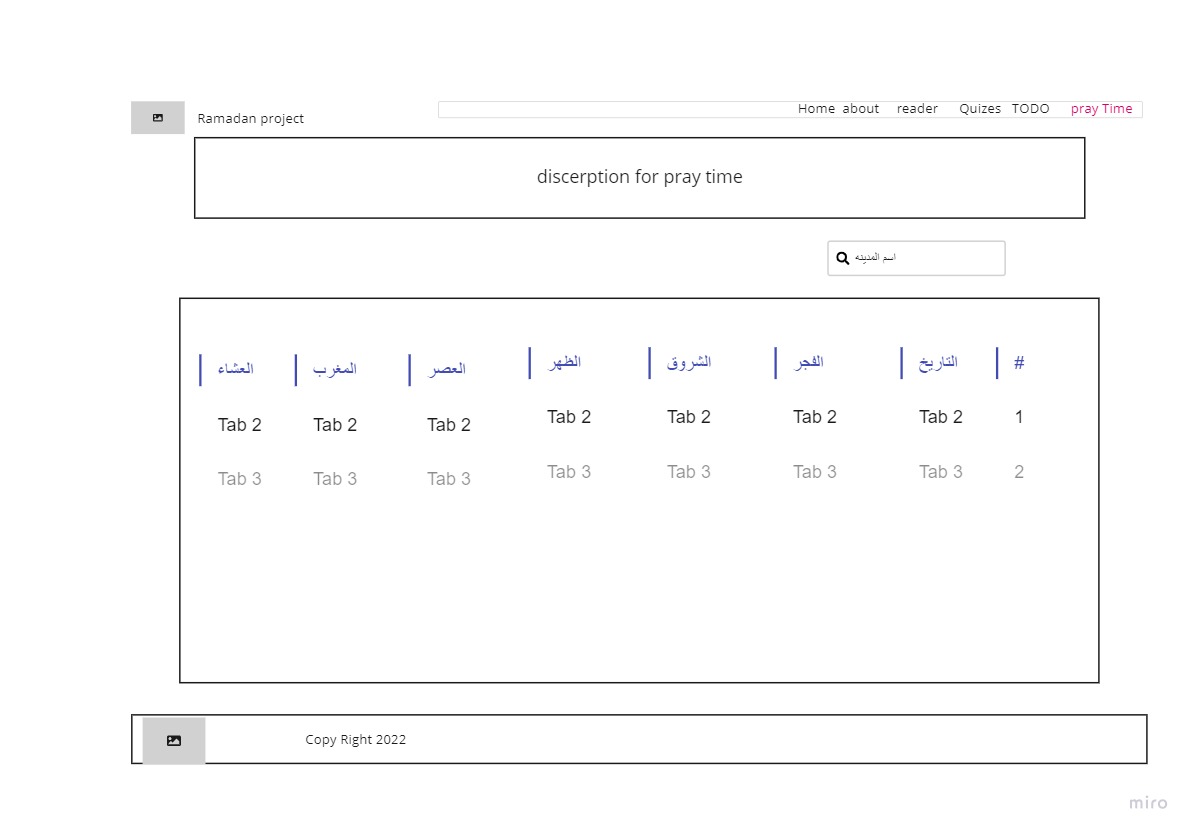 Ramadan project
Home about reader Quizes TODO pray Time
discerption for pray time
اسم المدينه
# التاريخ الفجر الشروق الظهر العصر المغرب العشاء
1 Tab 2 Tab 2 Tab 2 Tab 2 Tab 2 Tab 2 Tab 2
2 Tab 3 Tab 3 Tab 3 Tab 3 Tab 3 Tab 3 Tab 3
Copy Right 2022
miro